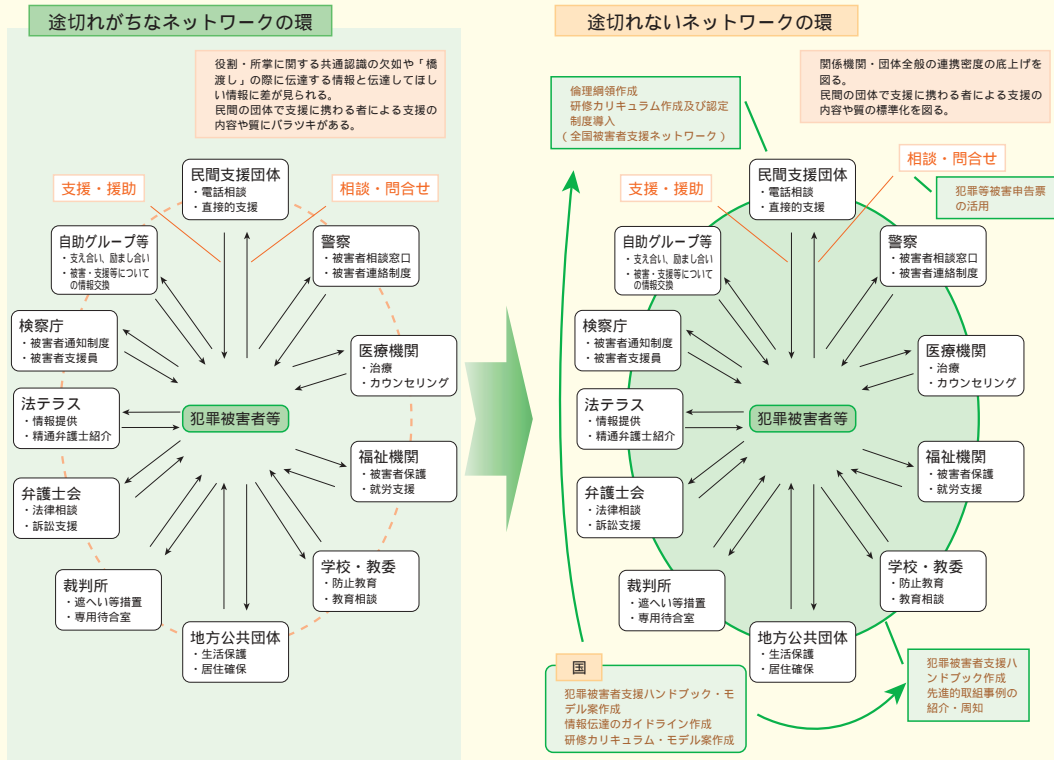 途切れがちなネットワークの環
役割・所掌に関する共通認識の欠如や「橋
渡し」の際に伝達する情報と伝達してほし
い情報に差が見られる。
民間の団体で支援に携わる者による支援の
内容や質にバラツキがある。
支援・援助
相談・問合せ
民間支援団体
・電話相談
・直接的支援
自助グループ等
・支え合い、励まし合い
・被害・支援等について
の情報交換
警察
・被害者相談窓口
・被害者連絡制度
検察庁
・被害者通知制度
・被害者支援員
医療機関
・治療
・カウンセリング
法テラス
・情報提供
・精通弁護士紹介
犯罪被害者等
福祉機関
・被害者保護
・就労支援
弁護士会
・法律相談
・訴訟支援
学校・教委
・防止教育
・教育相談
裁判所
・遮へい等措置
・専用待合室
地方公共団体
・生活保護
・居住確保
途切れないネットワークの環
関係機関・団体全般の連携密度の底上げを
図る。
民間の団体で支援に携わる者による支援の
内容や質の標準化を図る。
倫理綱領作成
研修カリキュラム作成及び認定
制度導入
(全国被害者支援ネットワーク)
支援・援助
相談・問合せ
犯罪等被害申告票
の活用
民間支援団体
・電話相談
・直接的支援
自助グループ等
・支え合い、励まし合い
・被害・支援等について
の情報交換
警察
・被害者相談窓口
・被害者連絡制度
検察庁
・被害者通知制度
・被害者支援員
医療機関
・治療
・カウンセリング
法テラス
・情報提供
・精通弁護士紹介
犯罪被害者等
福祉機関
・被害者保護
・就労支援
弁護士会
・法律相談
・訴訟支援
学校・教委
・防止教育
・教育相談
裁判所
・遮へい等措置
・専用待合室
地方公共団体
・生活保護
・居住確保
国
犯罪被害者支援ハンドブック・モ
デル案作成
情報伝達のガイドライン作成
研修カリキュラム・モデル案作成
犯罪被害者支援ハ
ンドブック作成
先進的取組事例の
紹介・周知